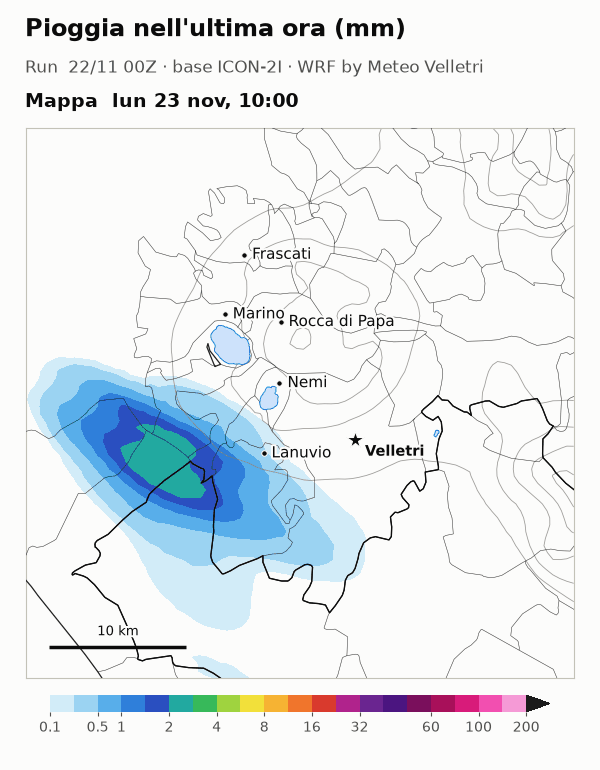 Pioggia nell'ultima ora (mm)
Run  22/11 00Z · base ICON-2I · WRF by Meteo Velletri
Mappa  lun 23 nov, 10:00
Frascati
Marino
Rocca di Papa
Nemi
Velletri
Lanuvio
10 km
0.1 0.5 1 2 4 8 16 32 60 100 200